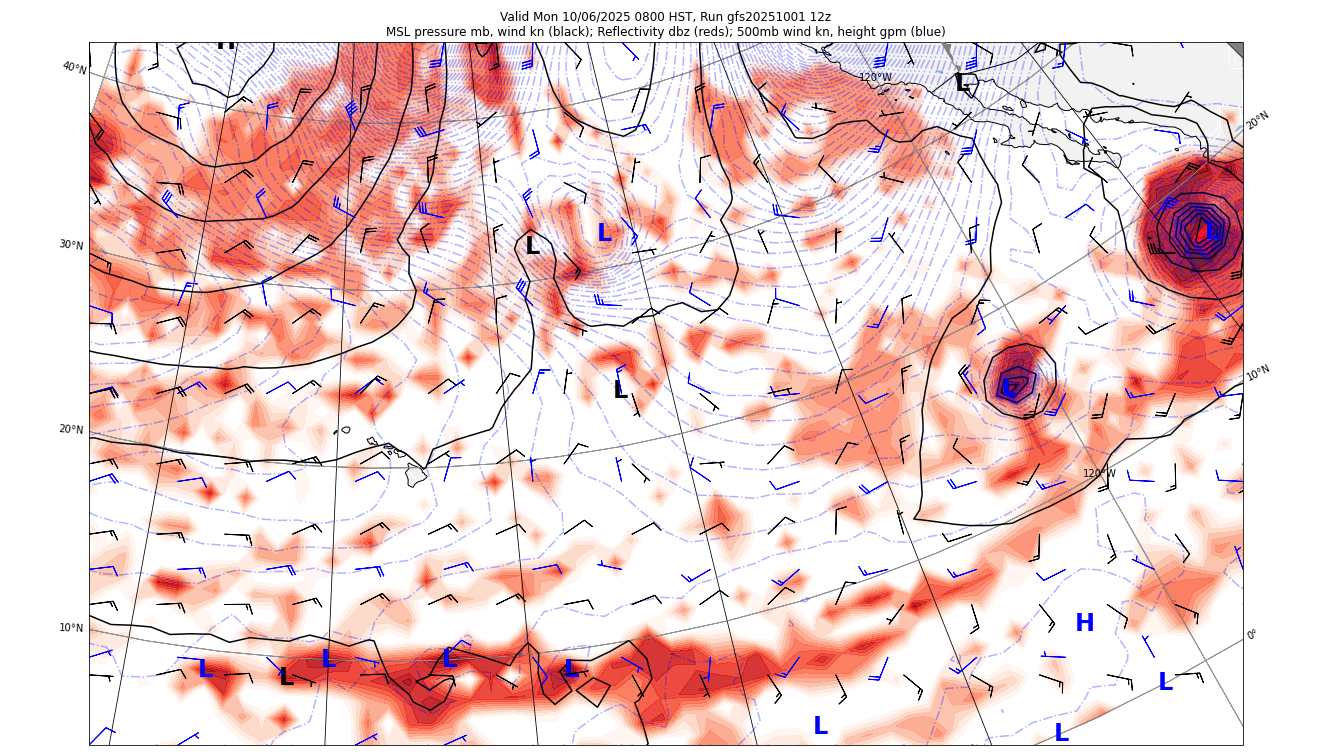 Valid Mon 10/06/2025 0800 HST, Run gfs20251001 12z
MSL pressure mb, wind kn (black); Reflectivity dbz (reds); 500mb wind kn, height gpm (blue)
H
40°N
120°W
L
20°N
L
L
L
30°N
L
10°N
L
L
20°N
120°W
10°N
H
0°
L
L
L
L
L
L
L
L